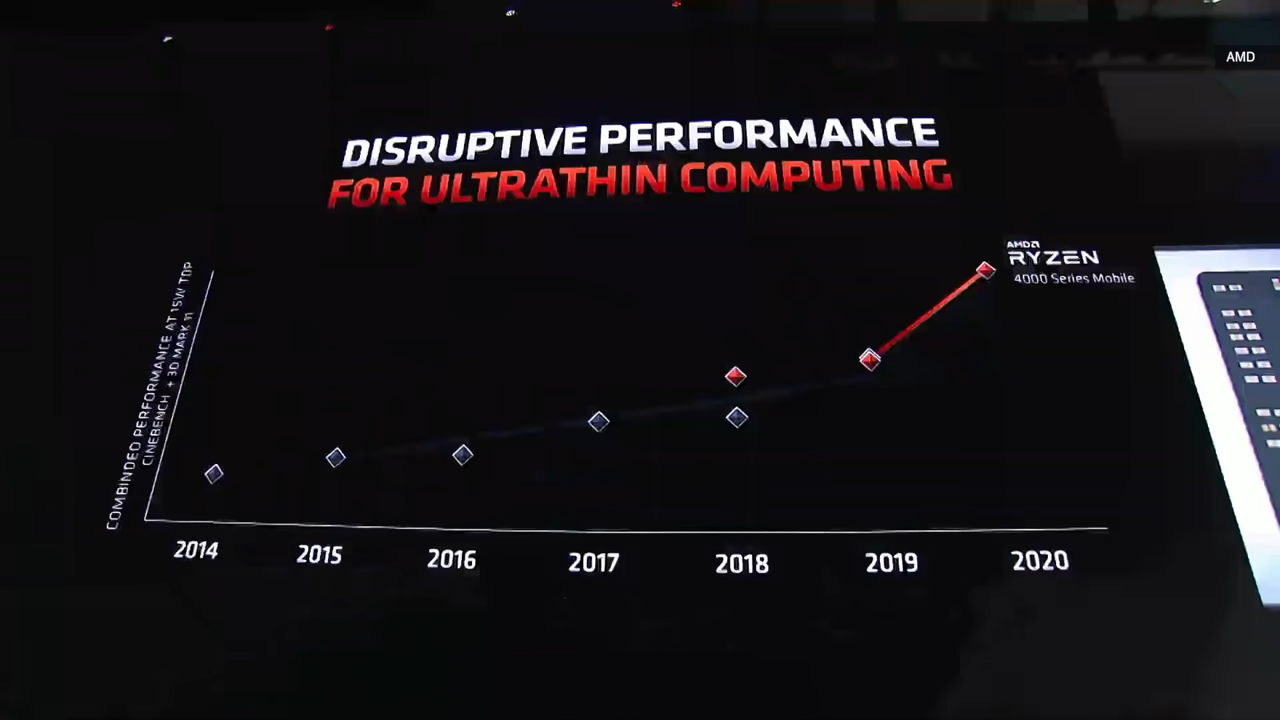 AMD
DISRUPTIVE PERFORMANCE
FOR ULTRATHIN COMPUTING
AMD
RYZEN
4000 Series Mobile
COMBINDED PERFORMANCE AT 15W TDP
CINEBENCH + 3D MARK 11
2014 2015 2016 2017 2018 2019 2020